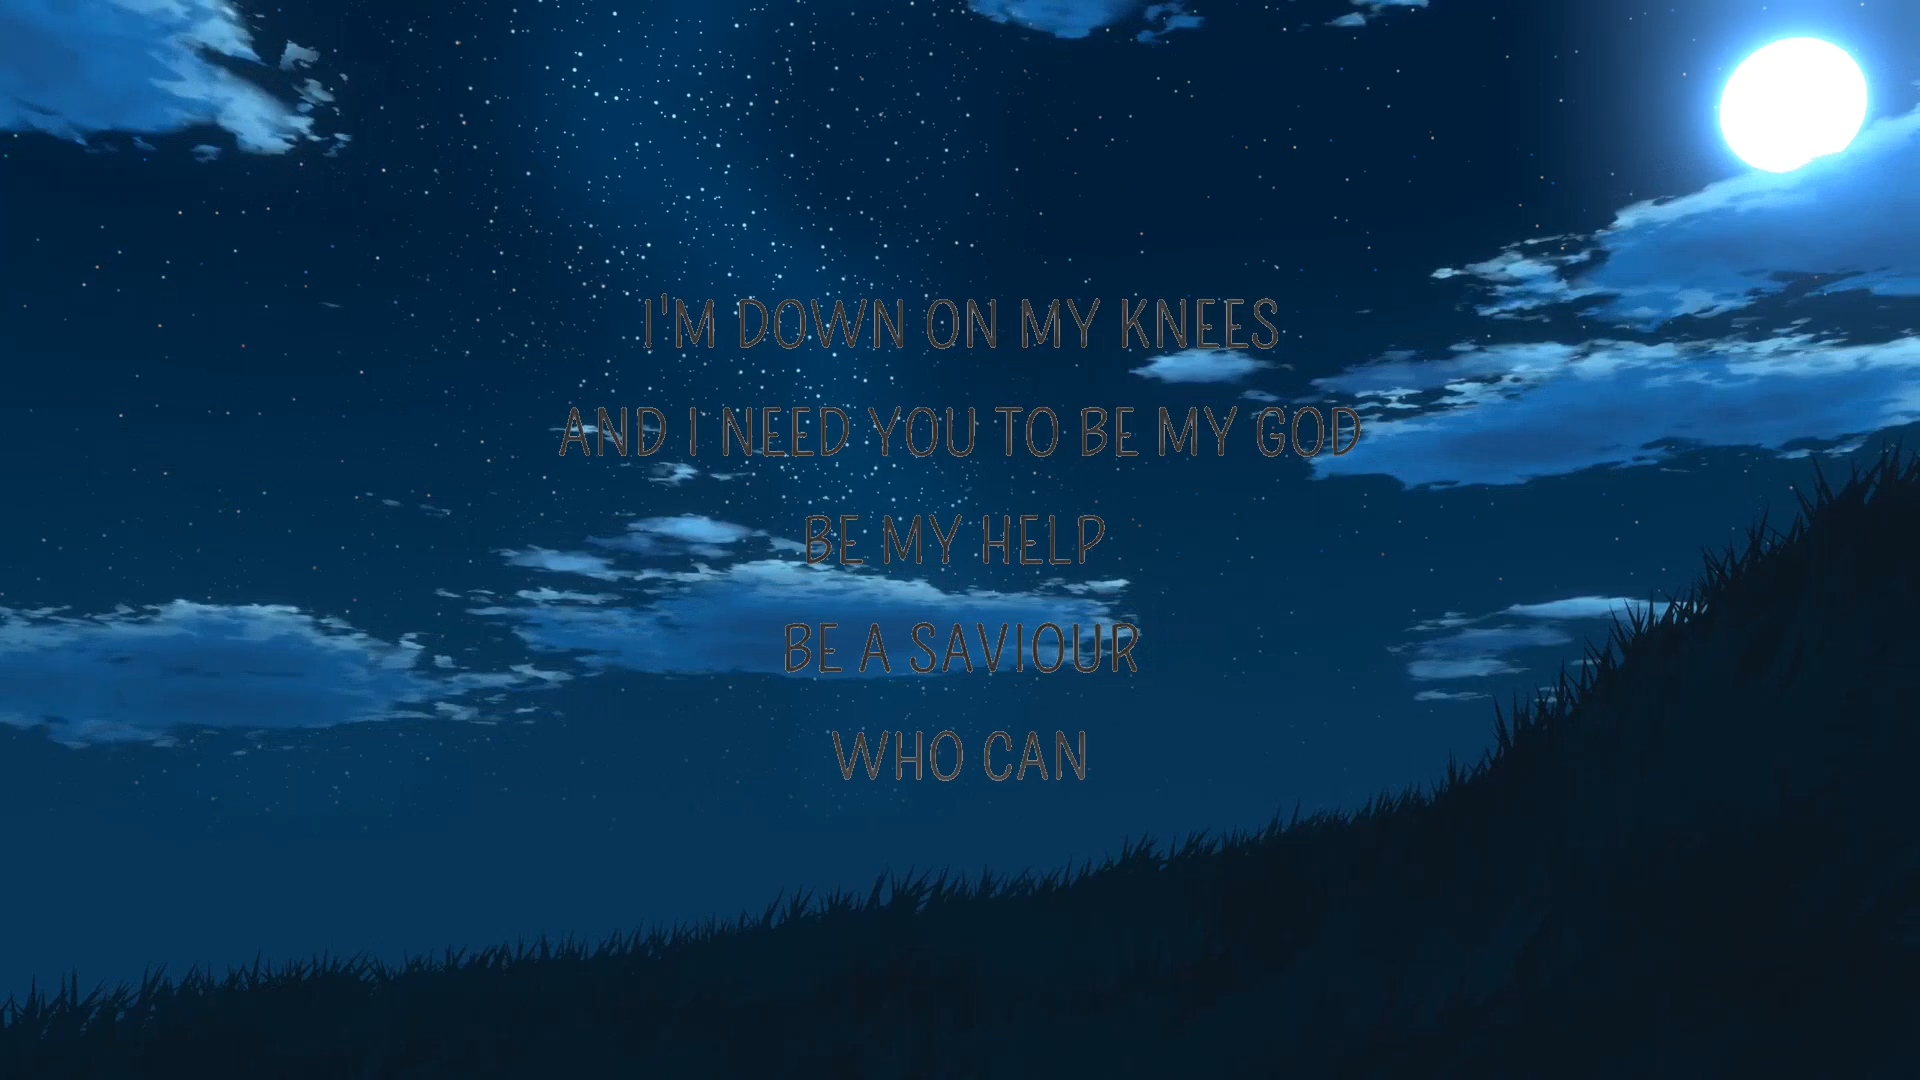 I'M DOWN ON MY KNEES
AND I NEED YOU TO BE MY GOD
BE MY HELP
BE A SAVIOUR
WHO CAN